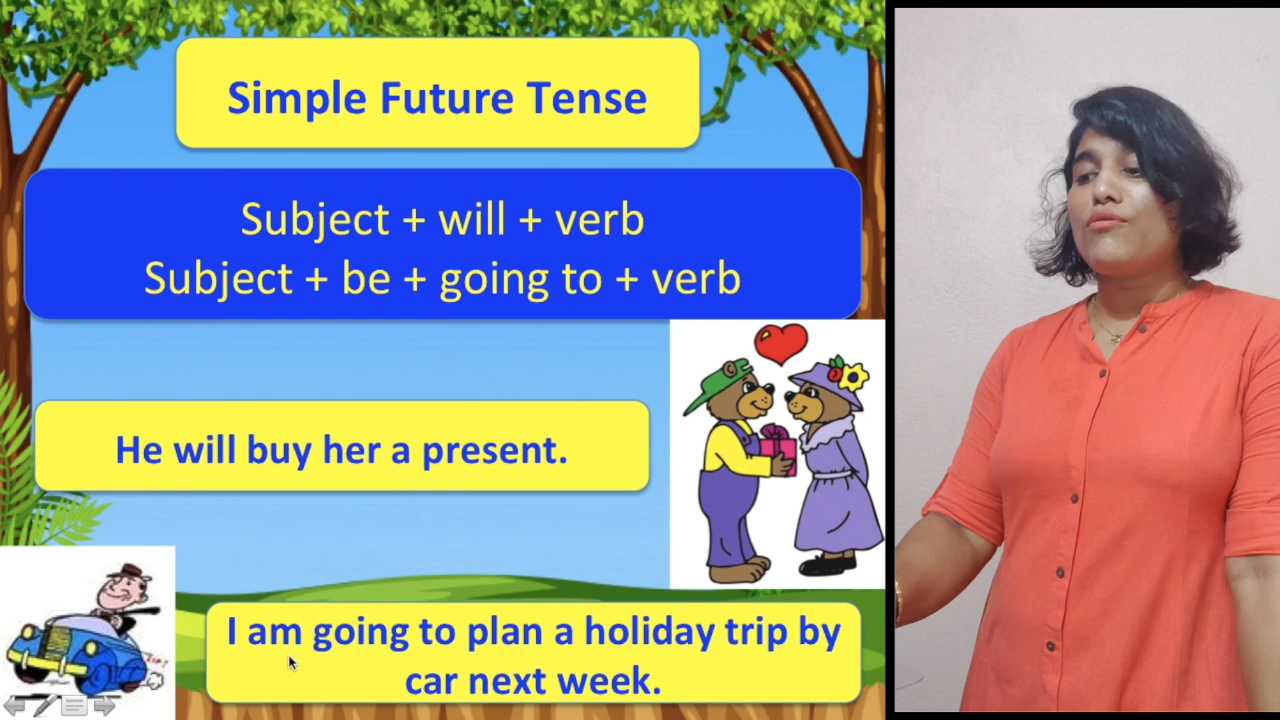 Simple Future Tense
Subject + will + verb
Subject + be + going to + verb
He will buy her a present.
I am going to plan a holiday trip by
car next week.